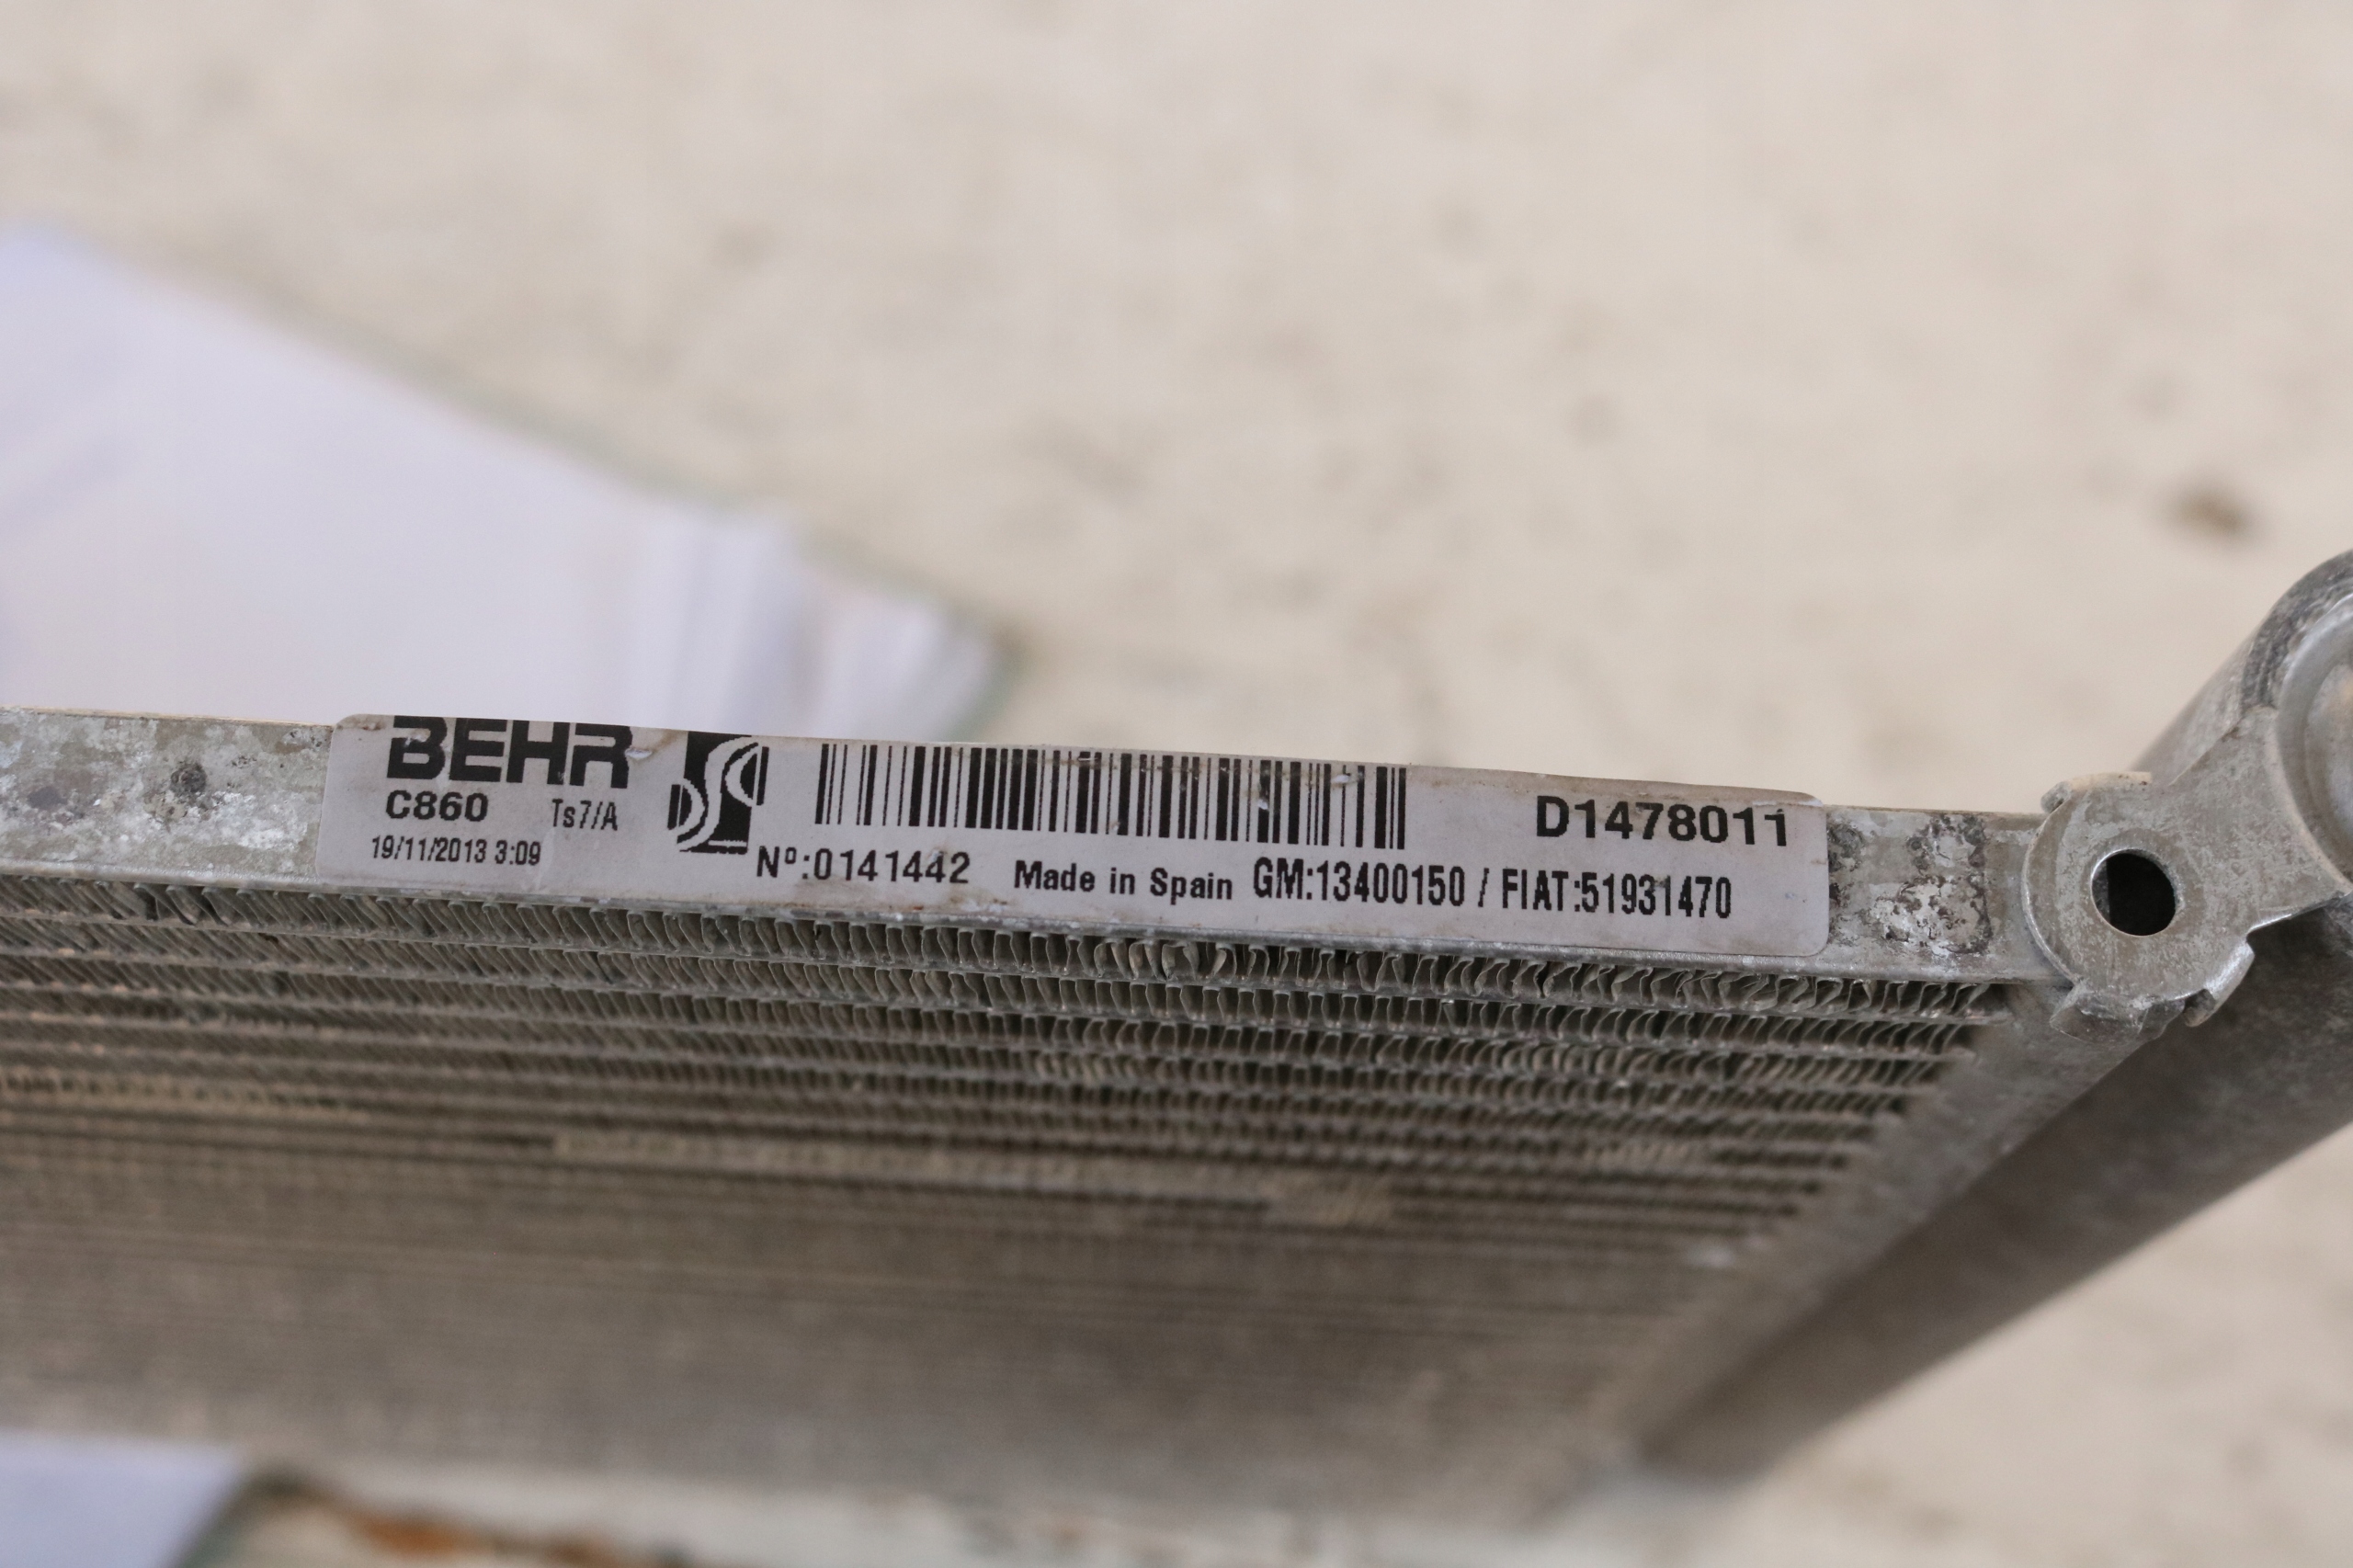 BEHR
C860 Ts7/A
19/11/2013 3:09
D1478011
Nº:0141442 Made in Spain GM:13400150 / FIAT:51931470